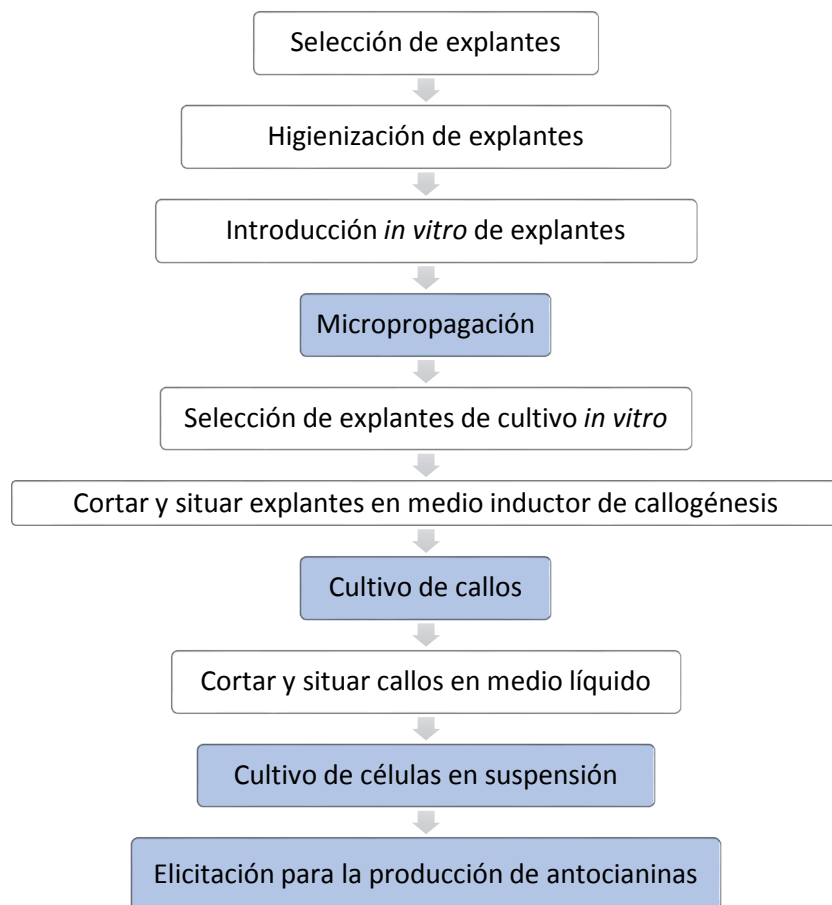 Selección de explantes
Higienización de explantes
Introducción in vitro de explantes
Micropropagación
Selección de explantes de cultivo in vitro
Cortar y situar explantes en medio inductor de callogénesis
Cultivo de callos
Cortar y situar callos en medio líquido
Cultivo de células en suspensión
Elicitación para la producción de antocianinas